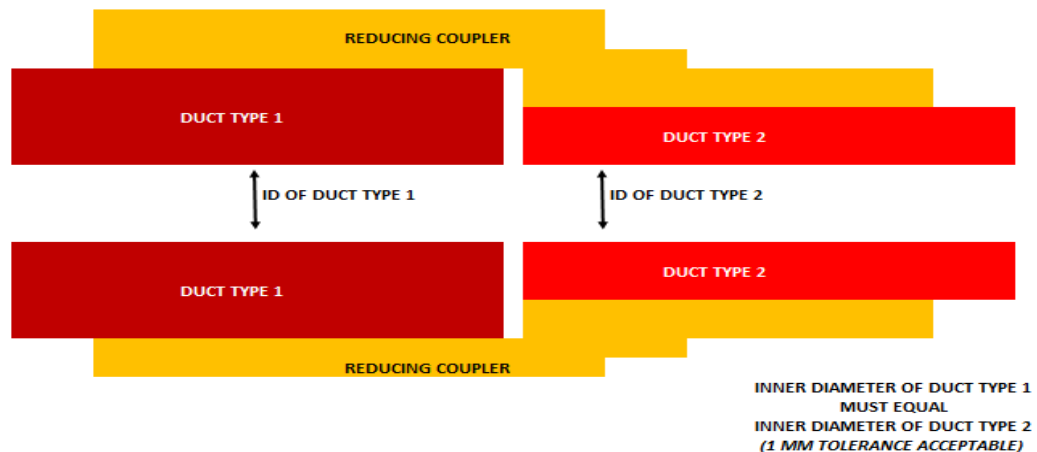 REDUCING COUPLER
DUCT TYPE 1
DUCT TYPE 2
ID OF DUCT TYPE 1
ID OF DUCT TYPE 2
DUCT TYPE 1
DUCT TYPE 2
REDUCING COUPLER
INNER DIAMETER OF DUCT TYPE 1
MUST EQUAL
INNER DIAMETER OF DUCT TYPE 2
(1 MM TOLERANCE ACCEPTABLE)